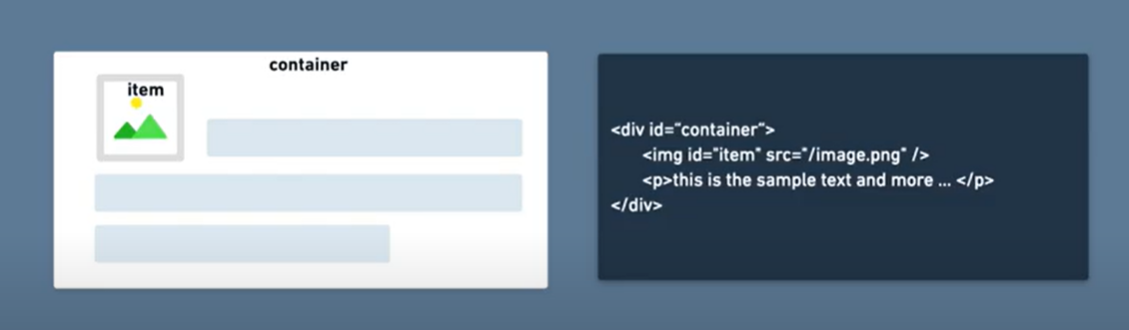 container
item
<div id="container">
<img id="item" src="/image.png" />
<p>this is the sample text and more ... </p>
</div>